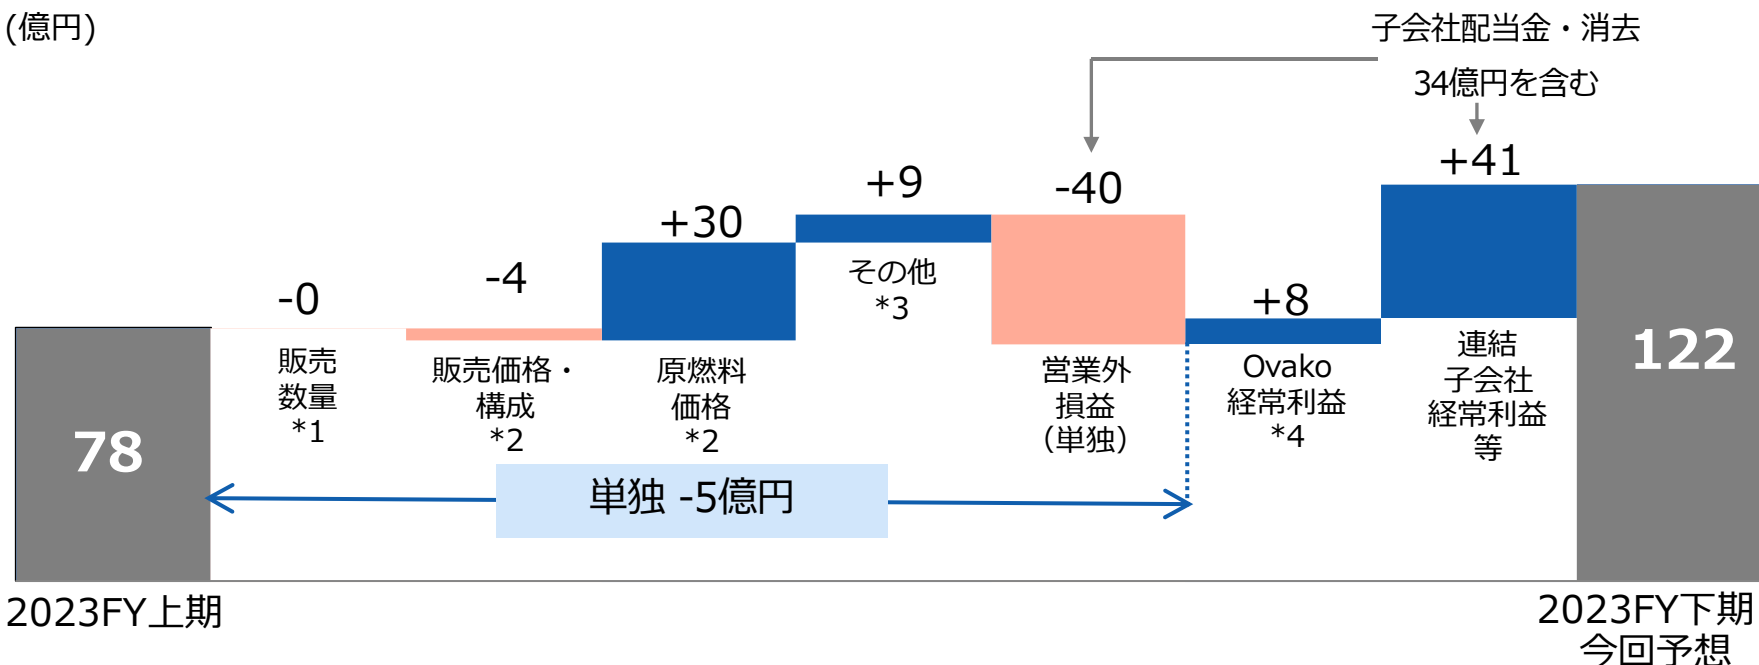 (億円)
子会社配当金・消去
34億円を含む
-0
-4
+30
+9
-40
+8
+41
販売
数量
*1
販売価格・
構成
*2
原燃料
価格
*2
その他
*3
営業外
損益
（単独）
Ovako
経常利益
*4
連結
子会社
経常利益
等
78
122
単独 -5億円
2023FY上期
2023FY下期
今回予想